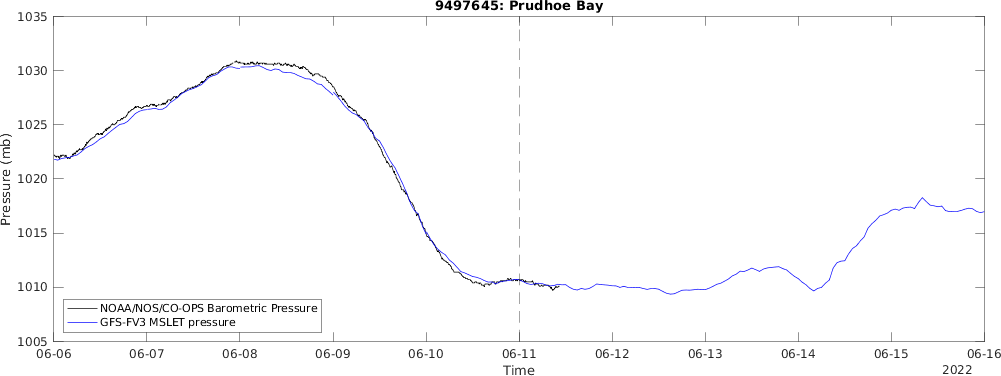 9497645: Prudhoe Bay
1035
1030
1025
1020
1015
1010
1005
Pressure (mb)
NOAA/NOS/CO-OPS Barometric Pressure
GFS-FV3 MSLET pressure
06-06 06-07 06-08 06-09 06-10 06-11 06-12 06-13 06-14 06-15 06-16
Time
2022